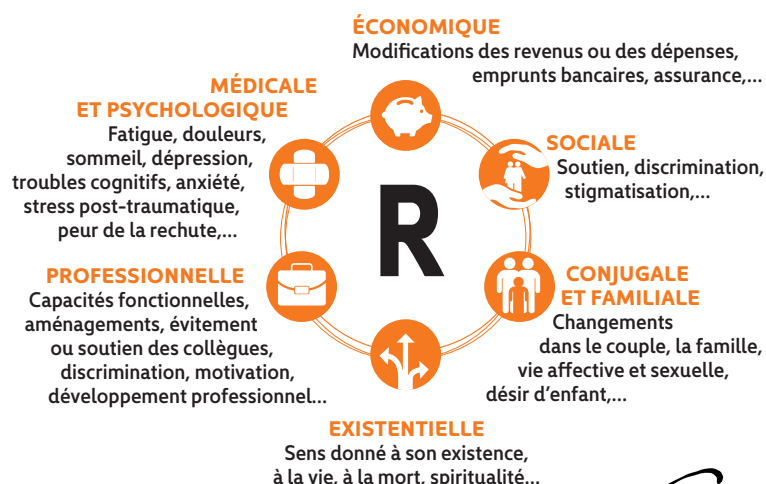 ÉCONOMIQUE
Modifications des revenus ou des dépenses,
emprunts bancaires, assurance,...
MÉDICALE
ET PSYCHOLOGIQUE
Fatigue, douleurs,
sommeil, dépression,
troubles cognitifs, anxiété,
stress post-traumatique,
peur de la rechute,...
SOCIALE
Soutien, discrimination,
stigmatisation,...
R
PROFESSIONNELLE
Capacités fonctionnelles,
aménagements, évitement
ou soutien des collègues,
discrimination, motivation,
développement professionnel...
CONJUGALE
ET FAMILIALE
Changements
dans le couple, la famille,
vie affective et sexuelle,
désir d'enfant,...
EXISTENTIELLE
Sens donné à son existence,
à la vie, à la mort, spiritualité...